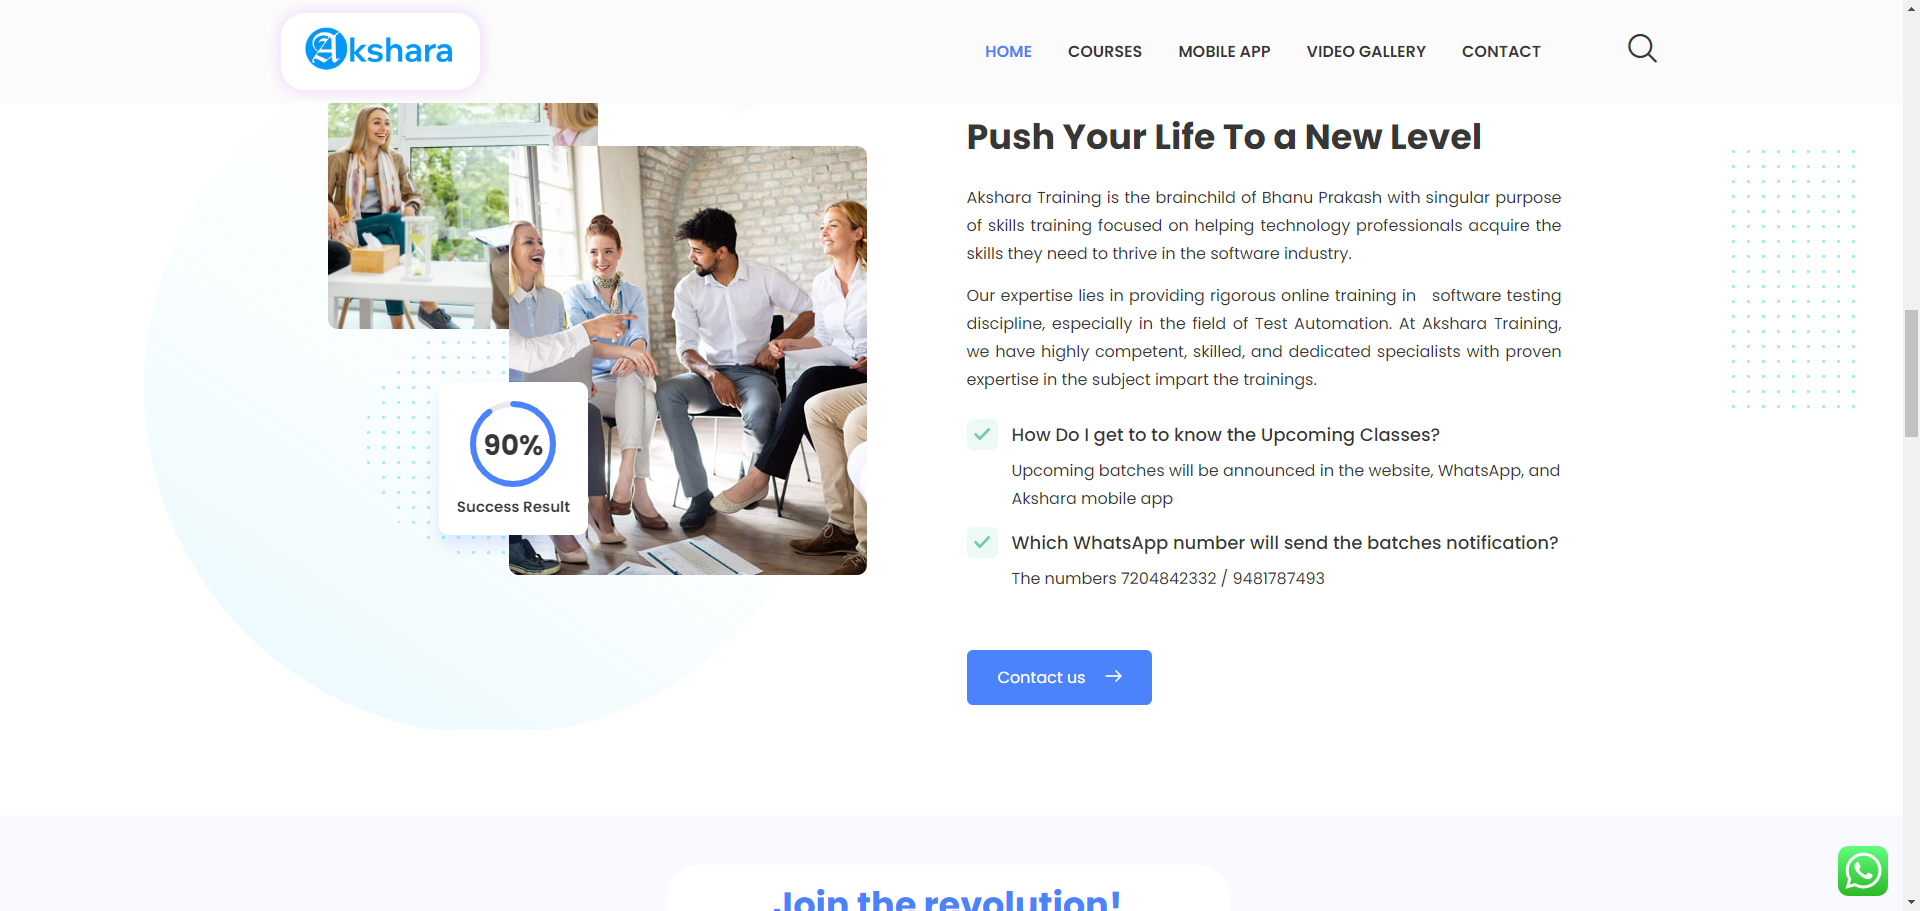 Akshara
HOME COURSES MOBILE APP VIDEO GALLERY CONTACT
Push Your Life To a New Level
Akshara Training is the brainchild of Bhanu Prakash with singular purpose
of skills training focused on helping technology professionals acquire the
skills they need to thrive in the software industry.
Our expertise lies in providing rigorous online training in software testing
discipline, especially in the field of Test Automation. At Akshara Training,
we have highly competent, skilled, and dedicated specialists with proven
expertise in the subject impart the trainings.
90%
Success Result
How Do I get to to know the Upcoming Classes?
Upcoming batches will be announced in the website, WhatsApp, and
Akshara mobile app
Which WhatsApp number will send the batches notification?
The numbers 7204842332 / 9481787493
Contact us
Join the revolution!